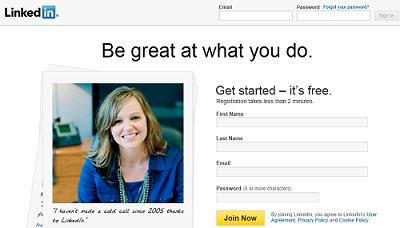 Linked in
Email
Password Forgot your password?
Sign In
Be great at what you do.
Get started – it's free.
Registration takes less than 2 minutes.
First Name
Last Name
Email
Password (6 or more characters)
Join Now
By joining LinkedIn, you agree to LinkedIn's User
Agreement, Privacy Policy and Cookie Policy.
"I haven't made a cold call since 2005 thanks
to LinkedIn."